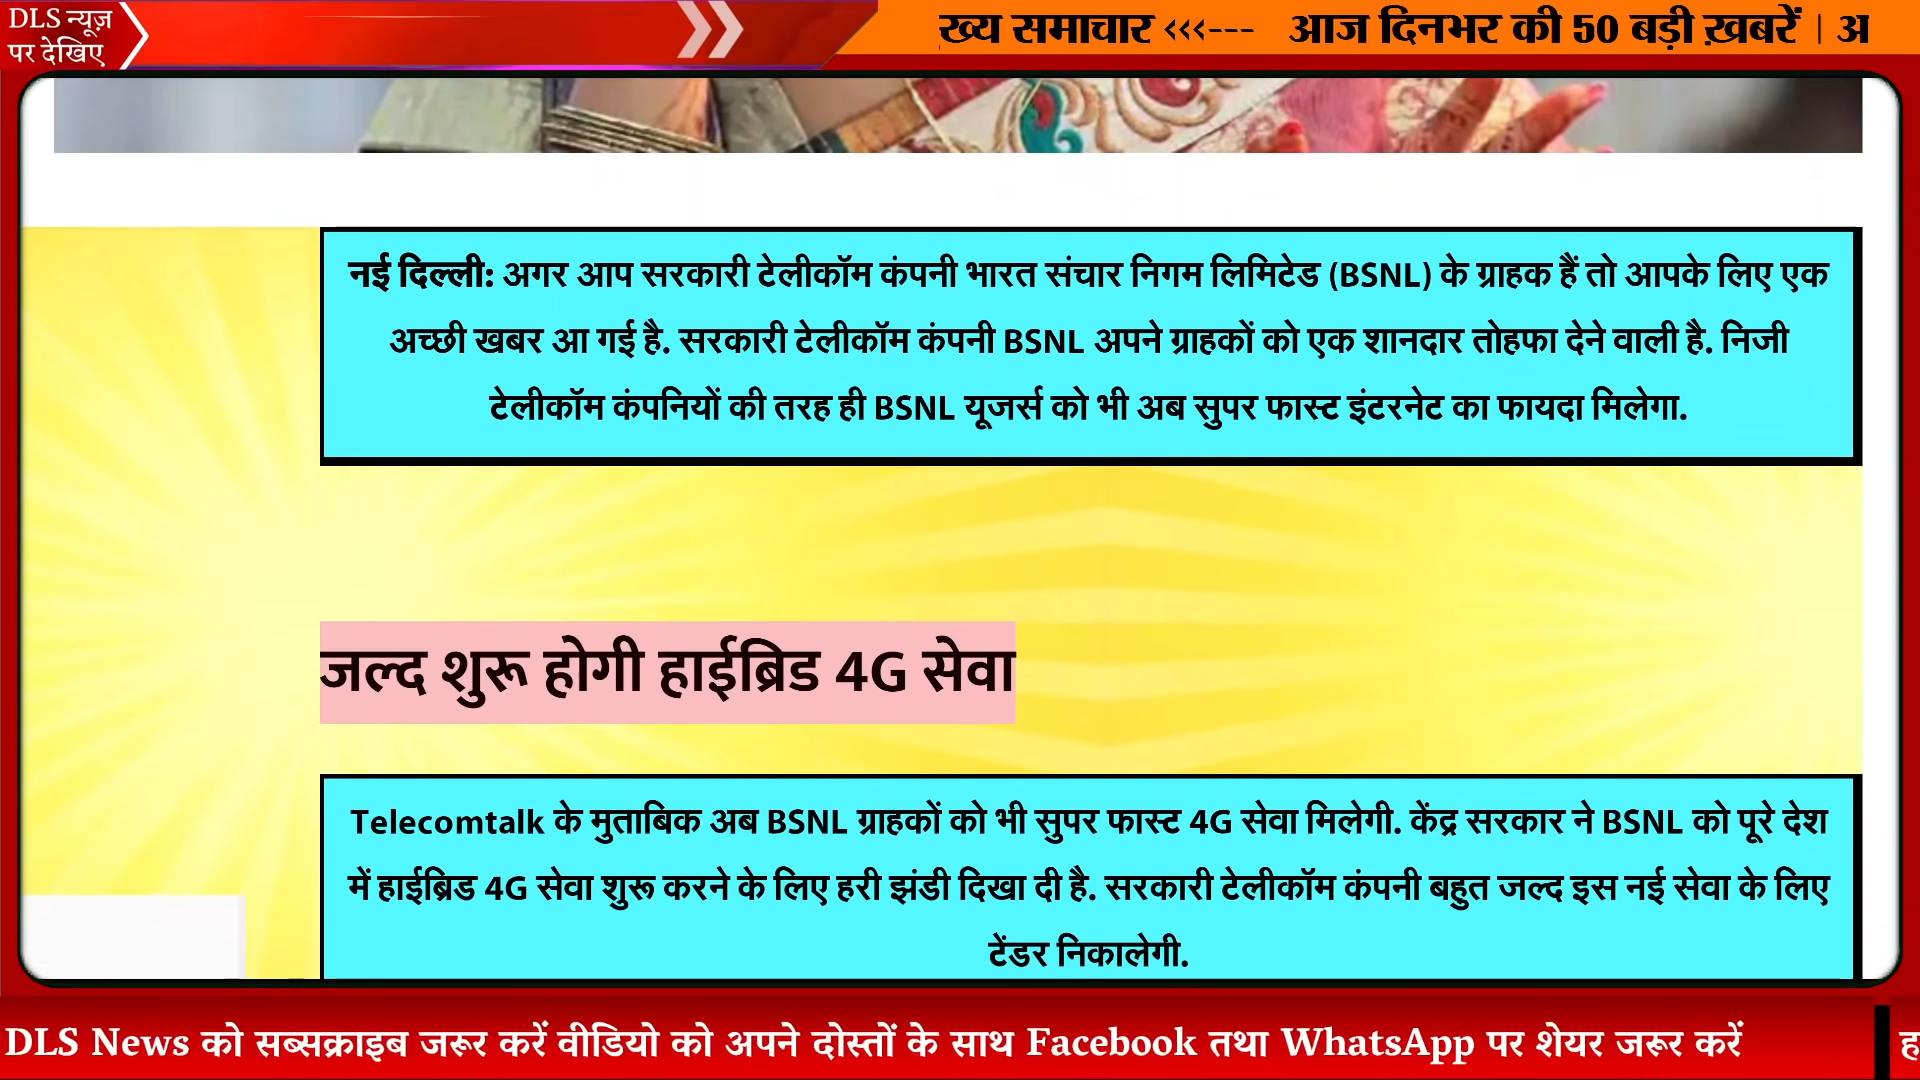 DLS न्यूज़
पर देखिए
समाचार <<<--- आज दिनभर की 50 बड़ी ख़बरें |
नई दिल्ली: अगर आप सरकारी टेलीकॉम कंपनी भारत संचार निगम लिमिटेड (BSNL) के ग्राहक हैं तो आपके लिए एक
अच्छी खबर आ गई है. सरकारी टेलीकॉम कंपनी BSNL अपने ग्राहकों को एक शानदार तोहफा देने वाली है. निजी
टेलीकॉम कंपनियों की तरह ही BSNL यूजर्स को भी अब सुपर फास्ट इंटरनेट का फायदा मिलेगा.
जल्द शुरू होगी हाईब्रिड 4G सेवा
Telecomtalk के मुताबिक अब BSNL ग्राहकों को भी सुपर फास्ट 4G सेवा मिलेगी. केंद्र सरकार ने BSNL को पूरे देश
में हाईब्रिड 4G सेवा शुरू करने के लिए हरी झंडी दिखा दी है. सरकारी टेलीकॉम कंपनी बहुत जल्द इस नई सेवा के लिए
टेंडर निकालेगी.
DLS News को सब्सक्राइब जरूर करें वीडियो को अपने दोस्तों के साथ Facebook तथा WhatsApp पर शेयर जरूर करें